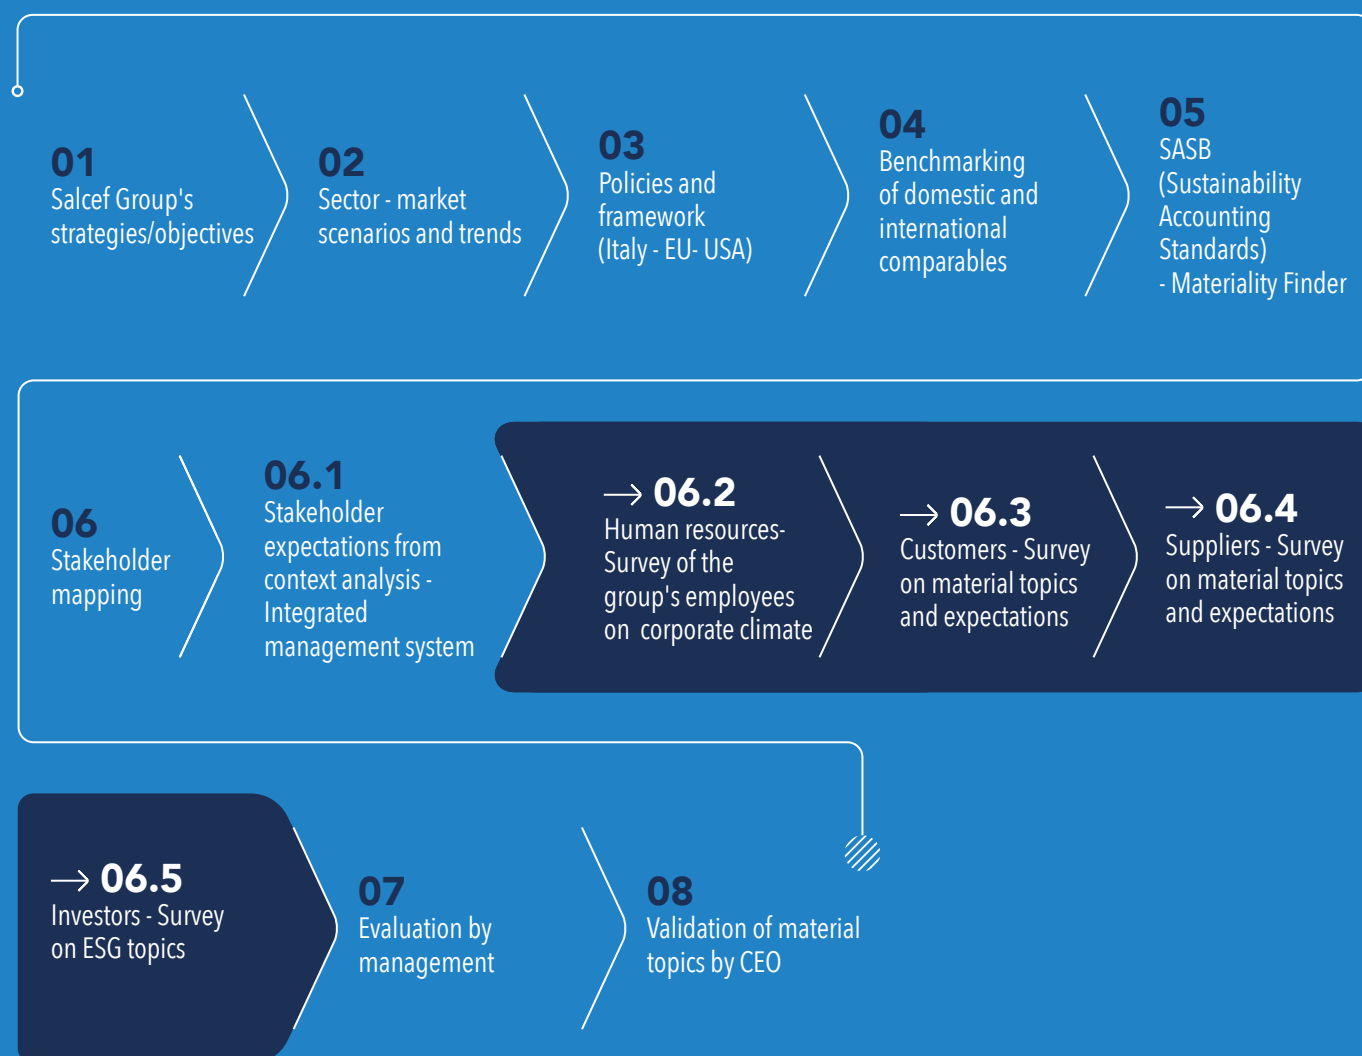 01
Salcef Group's
strategies/objectives
02
Sector - market
scenarios and trends
03
Policies and
framework
(Italy - EU- USA)
04
Benchmarking
of domestic and
international
comparables
05
SASB
(Sustainability
Accounting
Standards)
- Materiality Finder
06
Stakeholder
mapping
06.1
Stakeholder
expectations from
context analysis -
Integrated
management system
→ 06.2
Human resources-
Survey of the
group's employees
on corporate climate
→ 06.3
Customers - Survey
on material topics
and expectations
→ 06.4
Suppliers - Survey
on material topics
and expectations
→ 06.5
Investors - Survey
on ESG topics
07
Evaluation by
management
08
Validation of material
topics by CEO